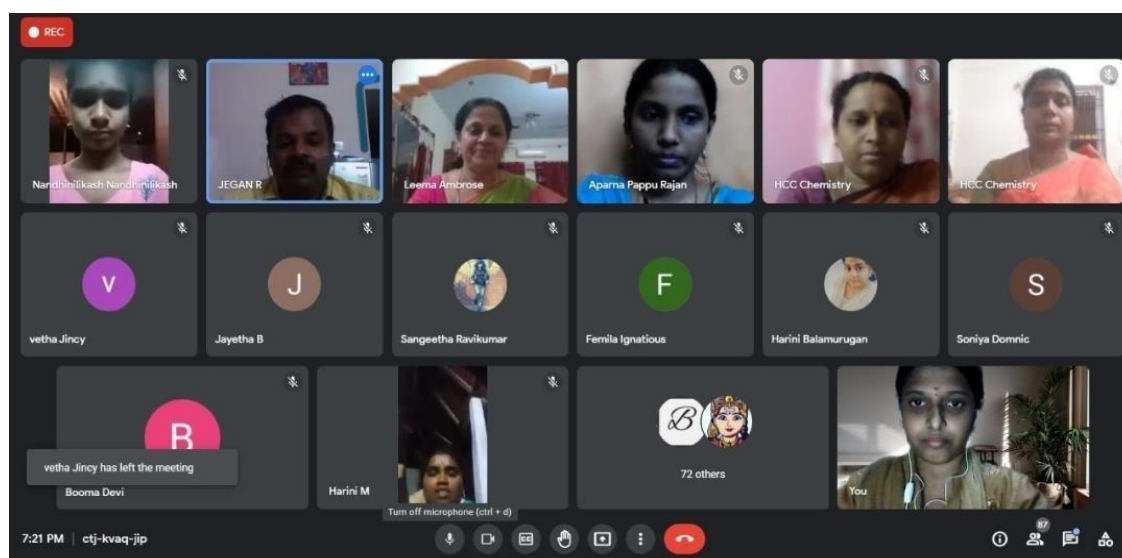 REC
Nandhinilikash Nandhinilikash
JEGAN R
Leema Ambrose
Aparna Pappu Rajan
HCC Chemistry
HCC Chemistry
V
J
F
S
vetha Jincy
Jayetha B
Sangeetha Ravikumar
Femila Ignatious
Harini Balamurugan
Soniya Domnic
B
B
72 others
vetha Jincy has left the meeting
Booma Devi
Harini M
You
Turn off microphone (ctrl + d)
7:21 PM | ctj-kvaq-jip
CC
87